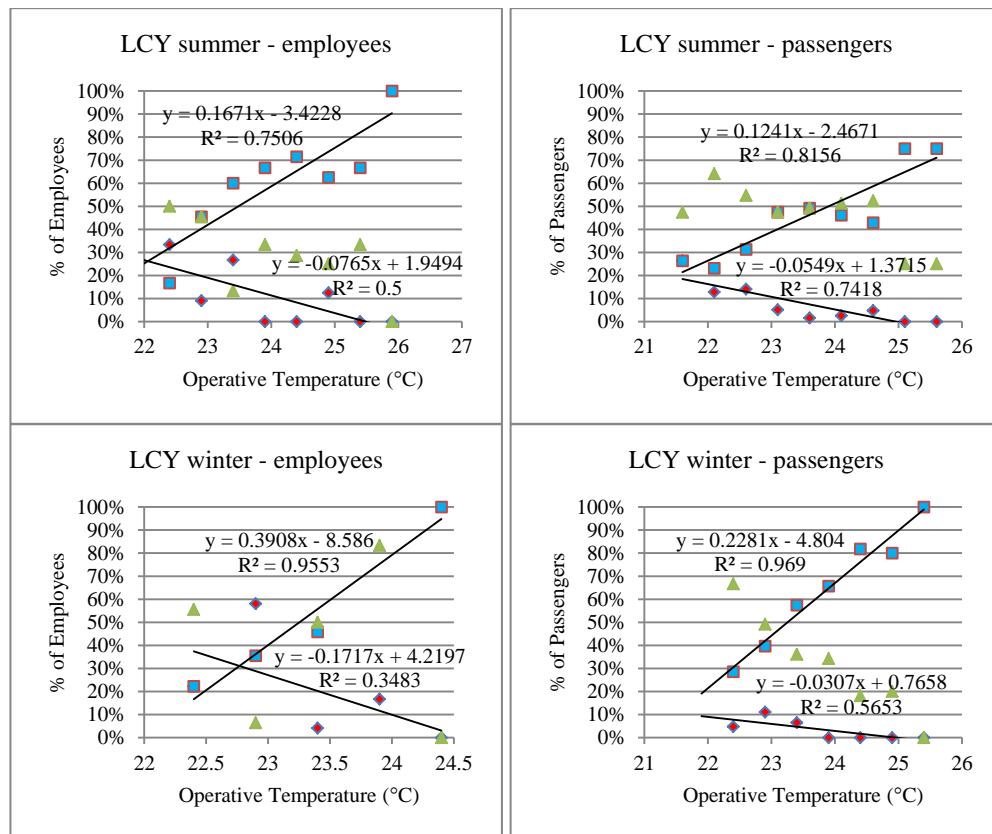 LCY summer - employees
% of Employees
100%
90%
80%
70%
60%
50%
40%
30%
20%
10%
0%
y = 0.1671x - 3.4228
R² = 0.7506
y = -0.0765x + 1.9494
R² = 0.5
22 23 24 25 26 27
Operative Temperature (°C)
LCY summer - passengers
% of Passengers
100%
90%
80%
70%
60%
50%
40%
30%
20%
10%
0%
y = 0.1241x - 2.4671
R² = 0.8156
y = -0.0549x + 1.3715
R² = 0.7418
21 22 23 24 25 26
Operative Temperature (°C)
LCY winter - employees
% of Employees
100%
90%
80%
70%
60%
50%
40%
30%
20%
10%
0%
y = 0.3908x - 8.586
R² = 0.9553
y = -0.1717x + 4.2197
R² = 0.3483
22 22.5 23 23.5 24 24.5
Operative Temperature (°C)
LCY winter - passengers
% of Passengers
100%
90%
80%
70%
60%
50%
40%
30%
20%
10%
0%
y = 0.2281x - 4.804
R² = 0.969
y = -0.0307x + 0.7658
R² = 0.5653
21 22 23 24 25 26
Operative Temperature (°C)